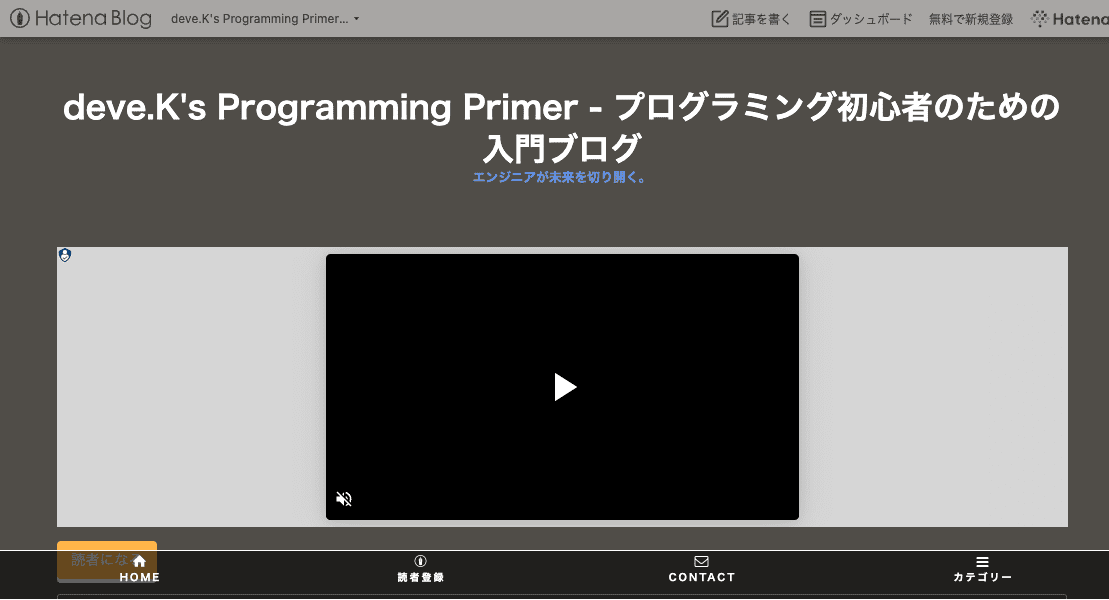 Hatena Blog
deve.K's Programming Primer...
記事を書く
ダッシュボード
無料で新規登録
Hatena
deve.K's Programming Primer - プログラミング初心者のための
入門ブログ
エンジニアが未来を切り開く。
読者にな
HOME
読者登録
CONTACT
カテゴリー